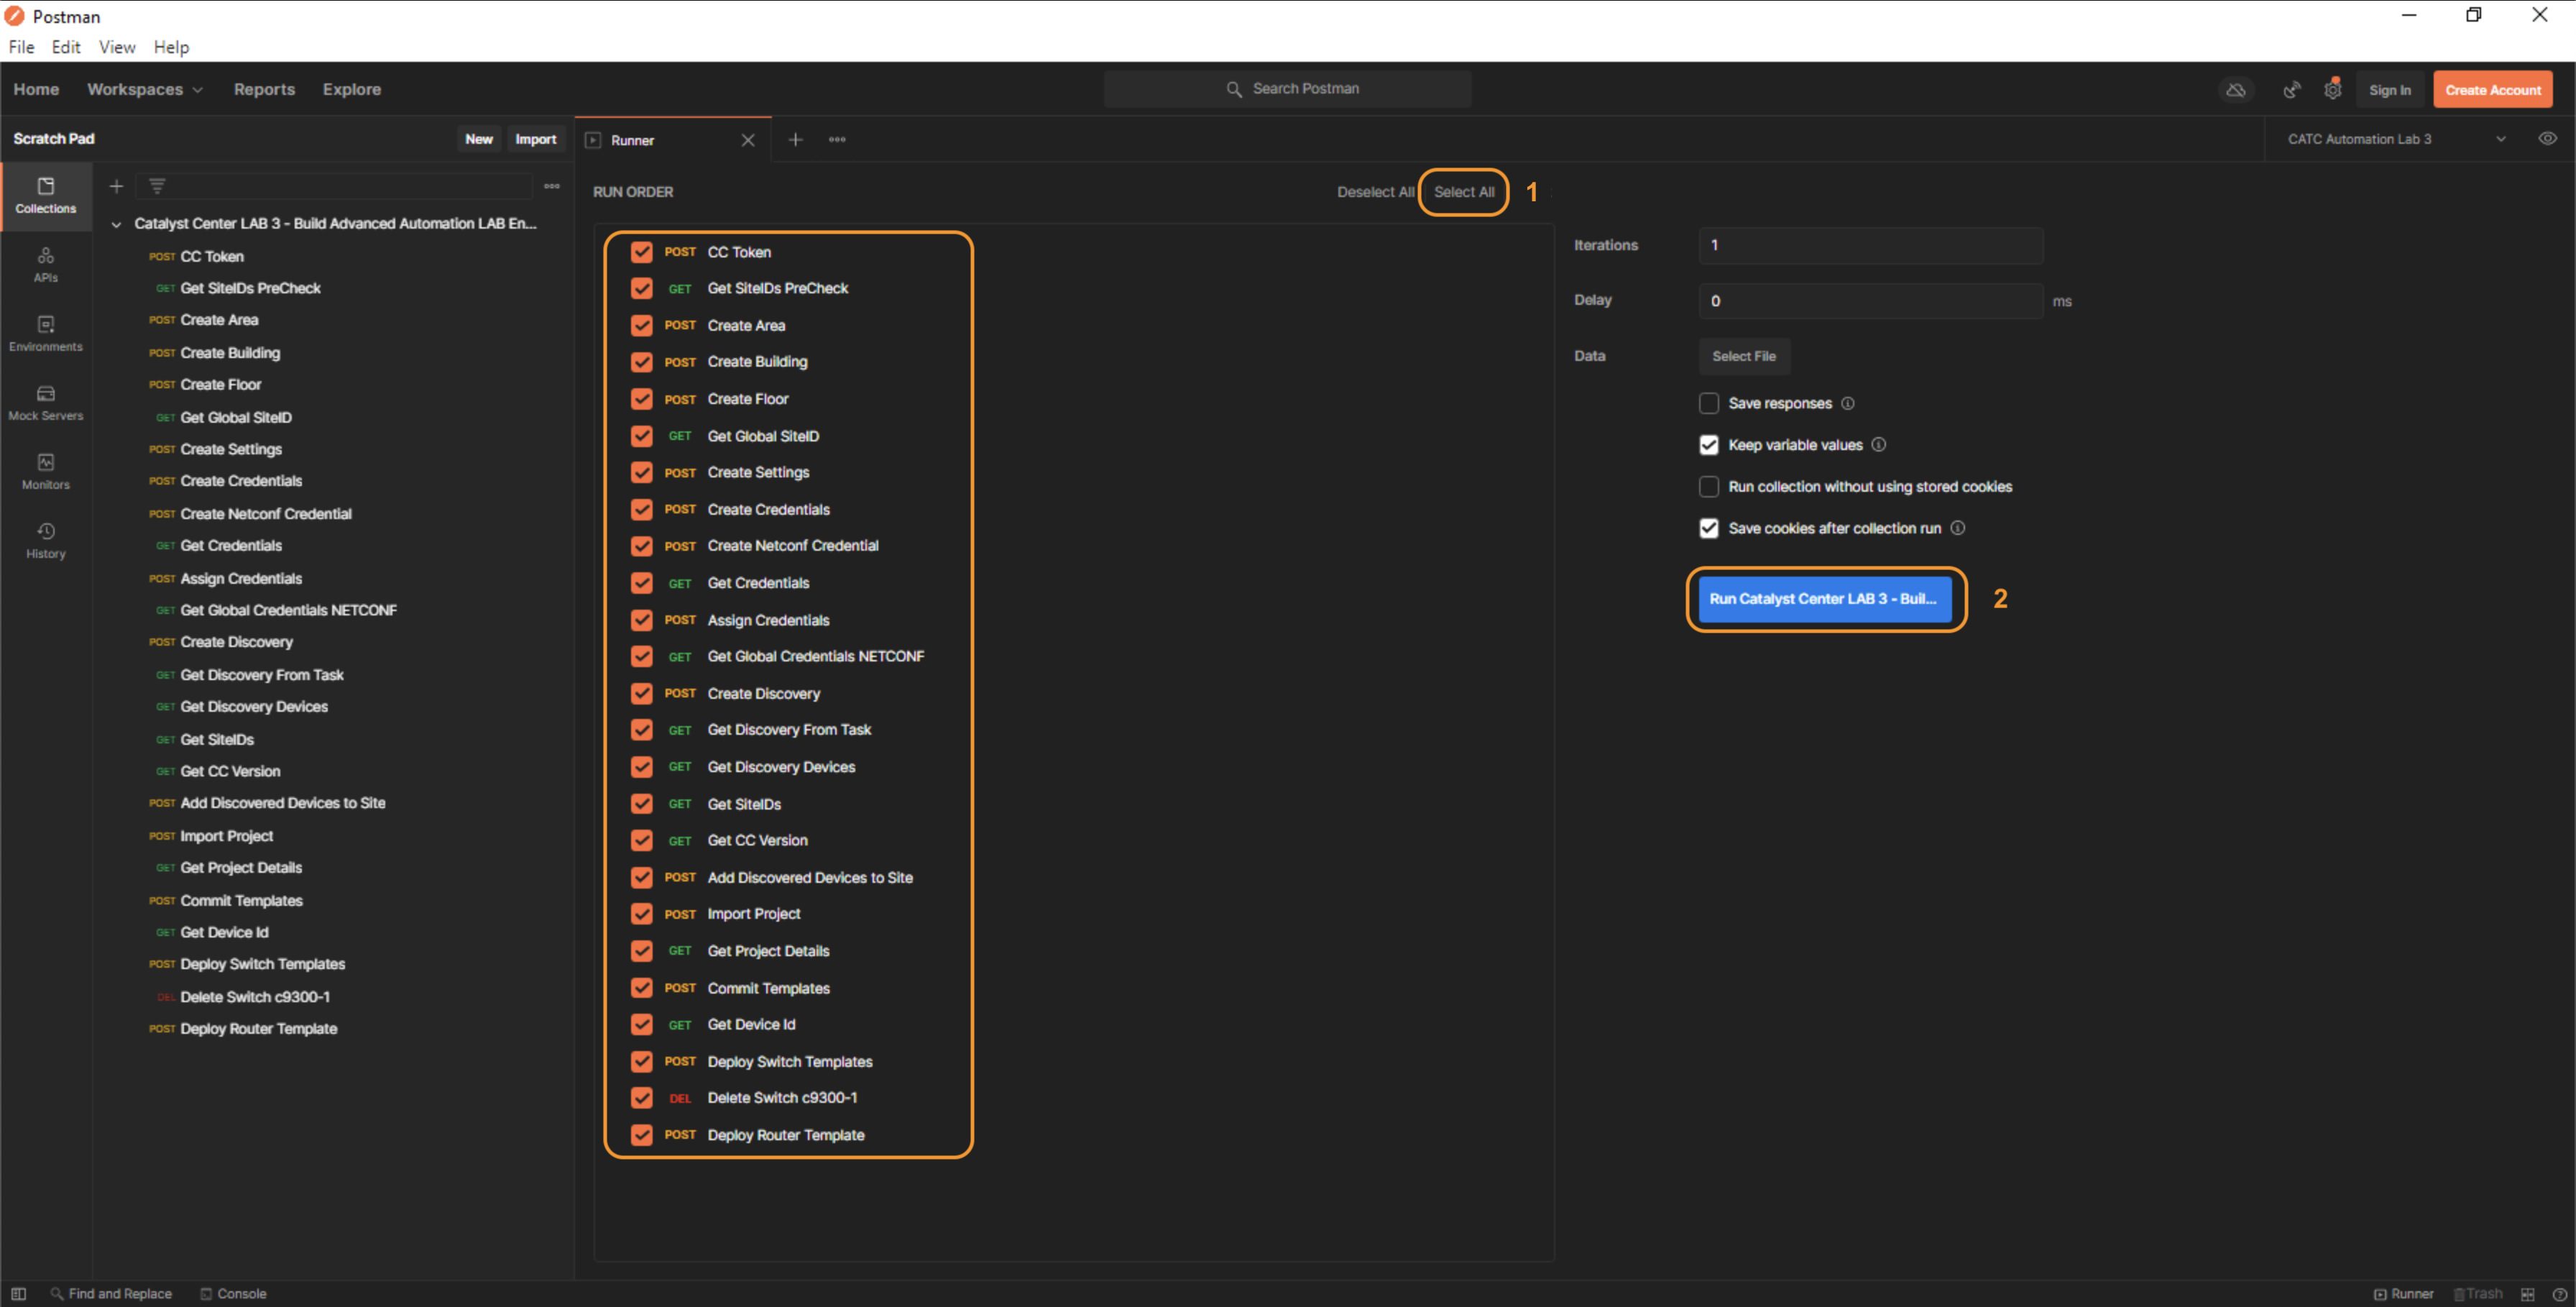 Postman
File Edit View Help
Home Workspaces Reports Explore Search Postman Sign In Create Account
Scratch Pad New Import Runner CATC Automation Lab 3
Collections
APIs
Environments
Mock Servers
Monitors
History
Catalyst Center LAB 3 - Build Advanced Automation LAB En...
POST CC Token
GET Get SiteIDs PreCheck
POST Create Area
POST Create Building
POST Create Floor
GET Get Global SiteID
POST Create Settings
POST Create Credentials
POST Create Netconf Credential
GET Get Credentials
POST Assign Credentials
GET Get Global Credentials NETCONF
POST Create Discovery
GET Get Discovery From Task
GET Get Discovery Devices
GET Get SiteIDs
GET Get CC Version
POST Add Discovered Devices to Site
POST Import Project
GET Get Project Details
POST Commit Templates
GET Get Device Id
POST Deploy Switch Templates
DEL Delete Switch c9300-1
POST Deploy Router Template
RUN ORDER Deselect All Select All 1
POST CC Token
GET Get SiteIDs PreCheck
POST Create Area
POST Create Building
POST Create Floor
GET Get Global SiteID
POST Create Settings
POST Create Credentials
POST Create Netconf Credential
GET Get Credentials
POST Assign Credentials
GET Get Global Credentials NETCONF
POST Create Discovery
GET Get Discovery From Task
GET Get Discovery Devices
GET Get SiteIDs
GET Get CC Version
POST Add Discovered Devices to Site
POST Import Project
GET Get Project Details
POST Commit Templates
GET Get Device Id
POST Deploy Switch Templates
DEL Delete Switch c9300-1
POST Deploy Router Template
Iterations 1
Delay 0 ms
Data Select File
Save responses
Keep variable values
Run collection without using stored cookies
Save cookies after collection run
Run Catalyst Center LAB 3 - Buil... 2
Find and Replace Console Runner Trash